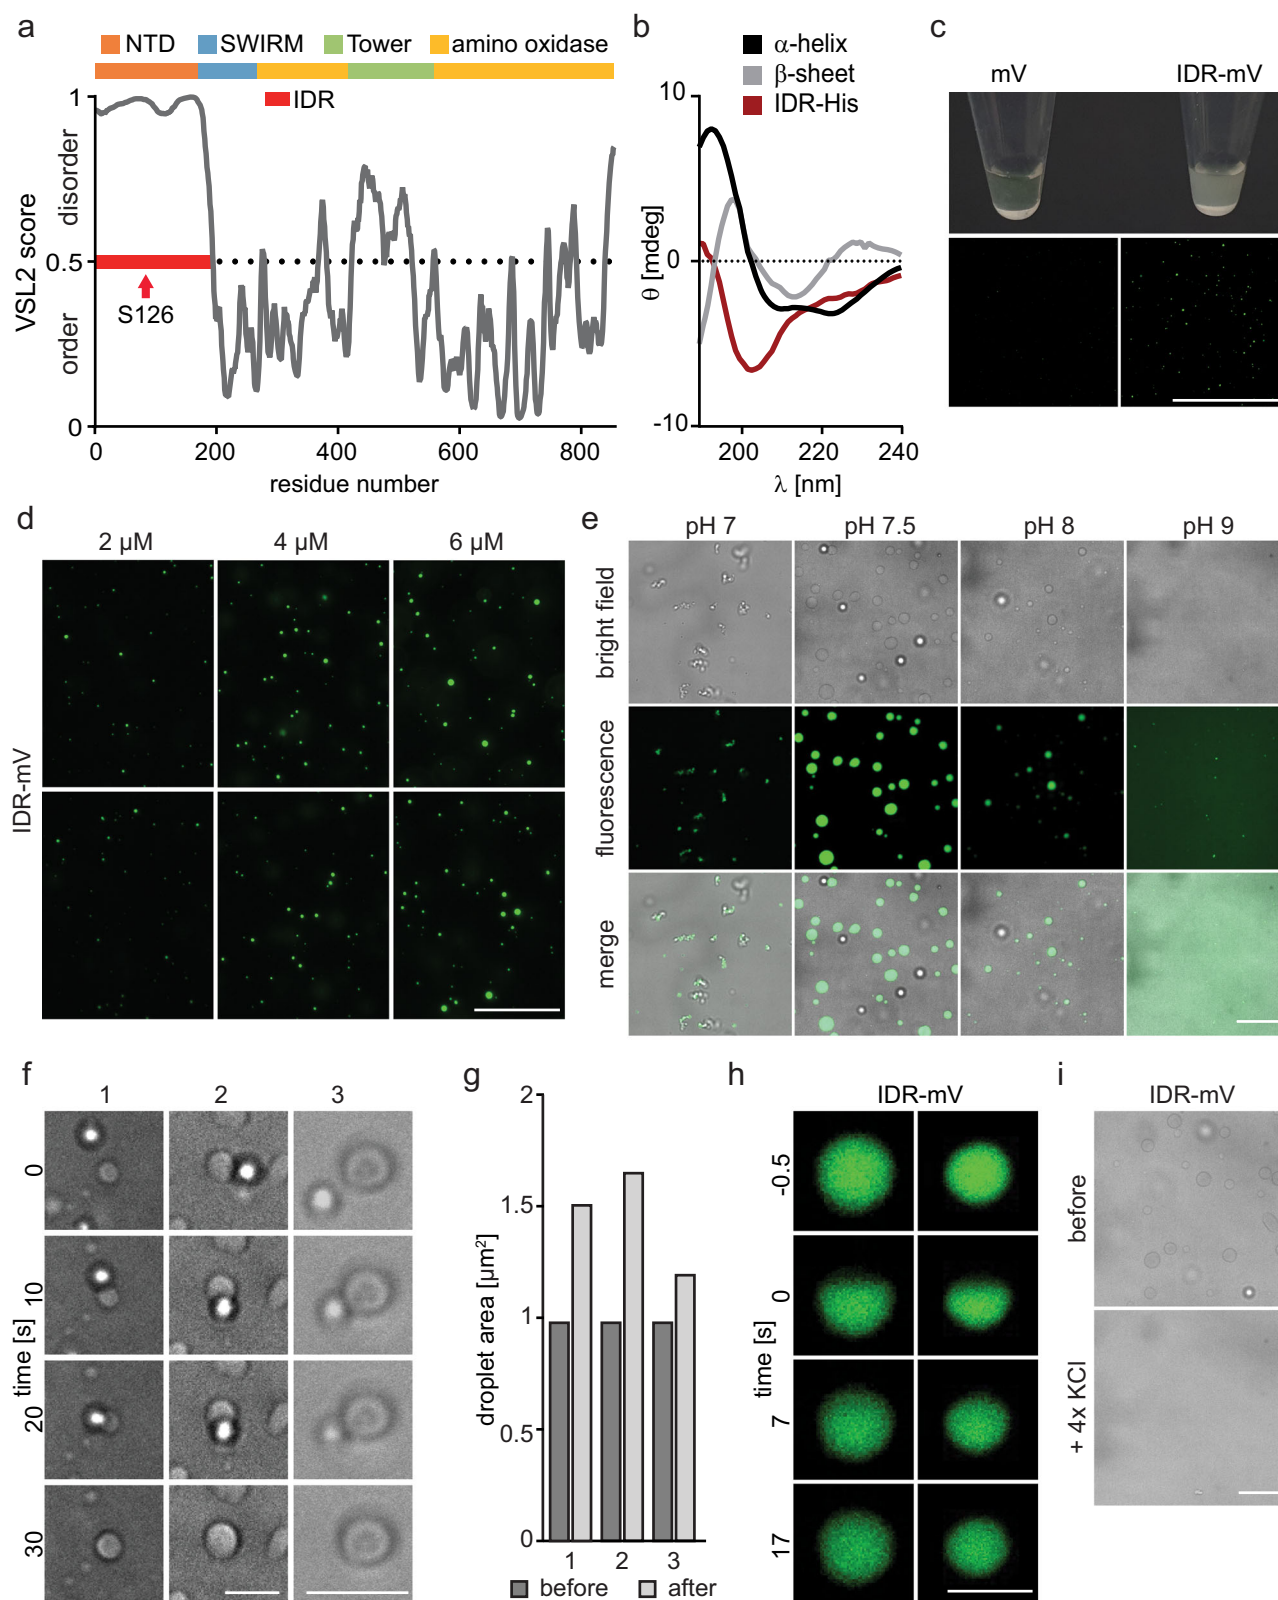 a
NTD SWIRM Tower amino oxidase
IDR
1
0.5
0
disorder
order
VSL2 score
S126
0 200 400 600 800
residue number
b
α-helix
β-sheet
IDR-His
10
0
-10
θ [mdeg]
200 220 240
λ [nm]
c
mV IDR-mV
d
2 µM 4 µM 6 µM
IDR-mV
e
pH 7 pH 7.5 pH 8 pH 9
bright field
fluorescence
merge
f
1 2 3
0
10
20
30
time [s]
g
2
1.5
1
0.5
0
droplet area [µm²]
1 2 3
before after
h
IDR-mV
-0.5
0
7
17
time [s]
i
IDR-mV
before
+ 4x KCl